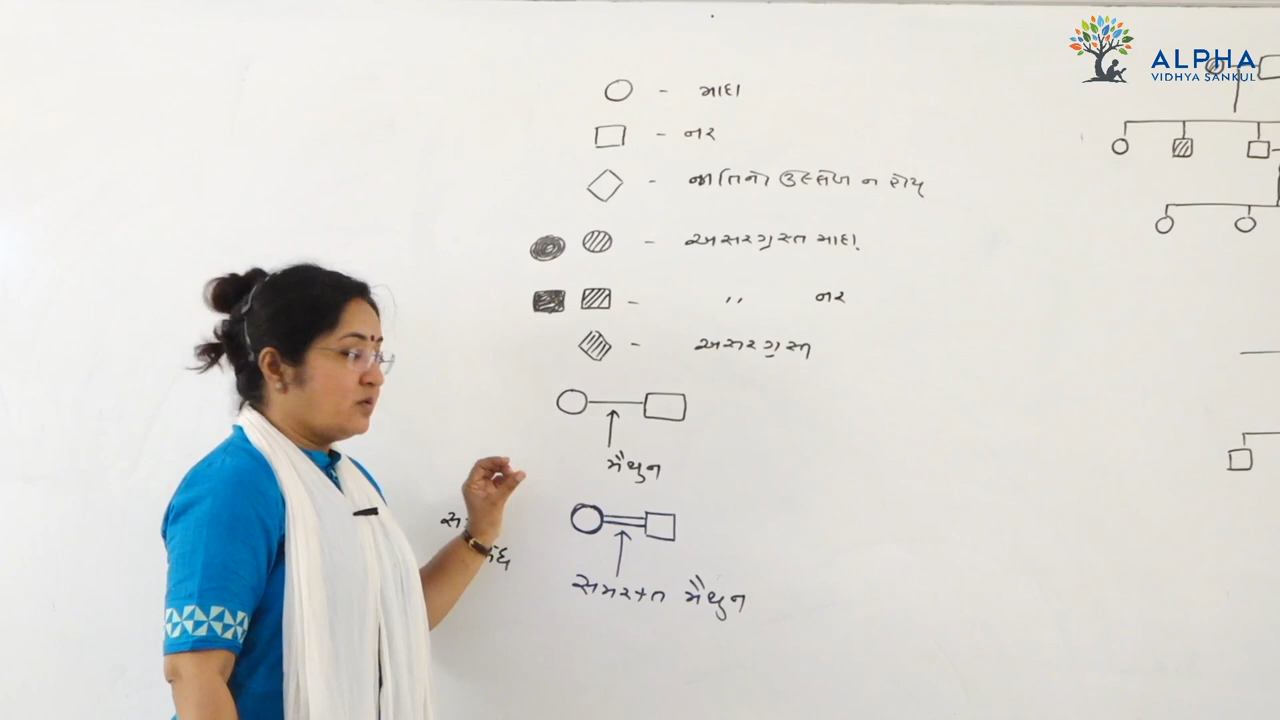 ALPHA
VIDHYA SANKUL
- માદા
- નર
- જાતિનો ઉલ્લેખ ન હોય
- અસરગ્રસ્ત માદા
- ,, નર
- અસરગ્રસ્ત
મૈથુન
સમરક્ત મૈથુન